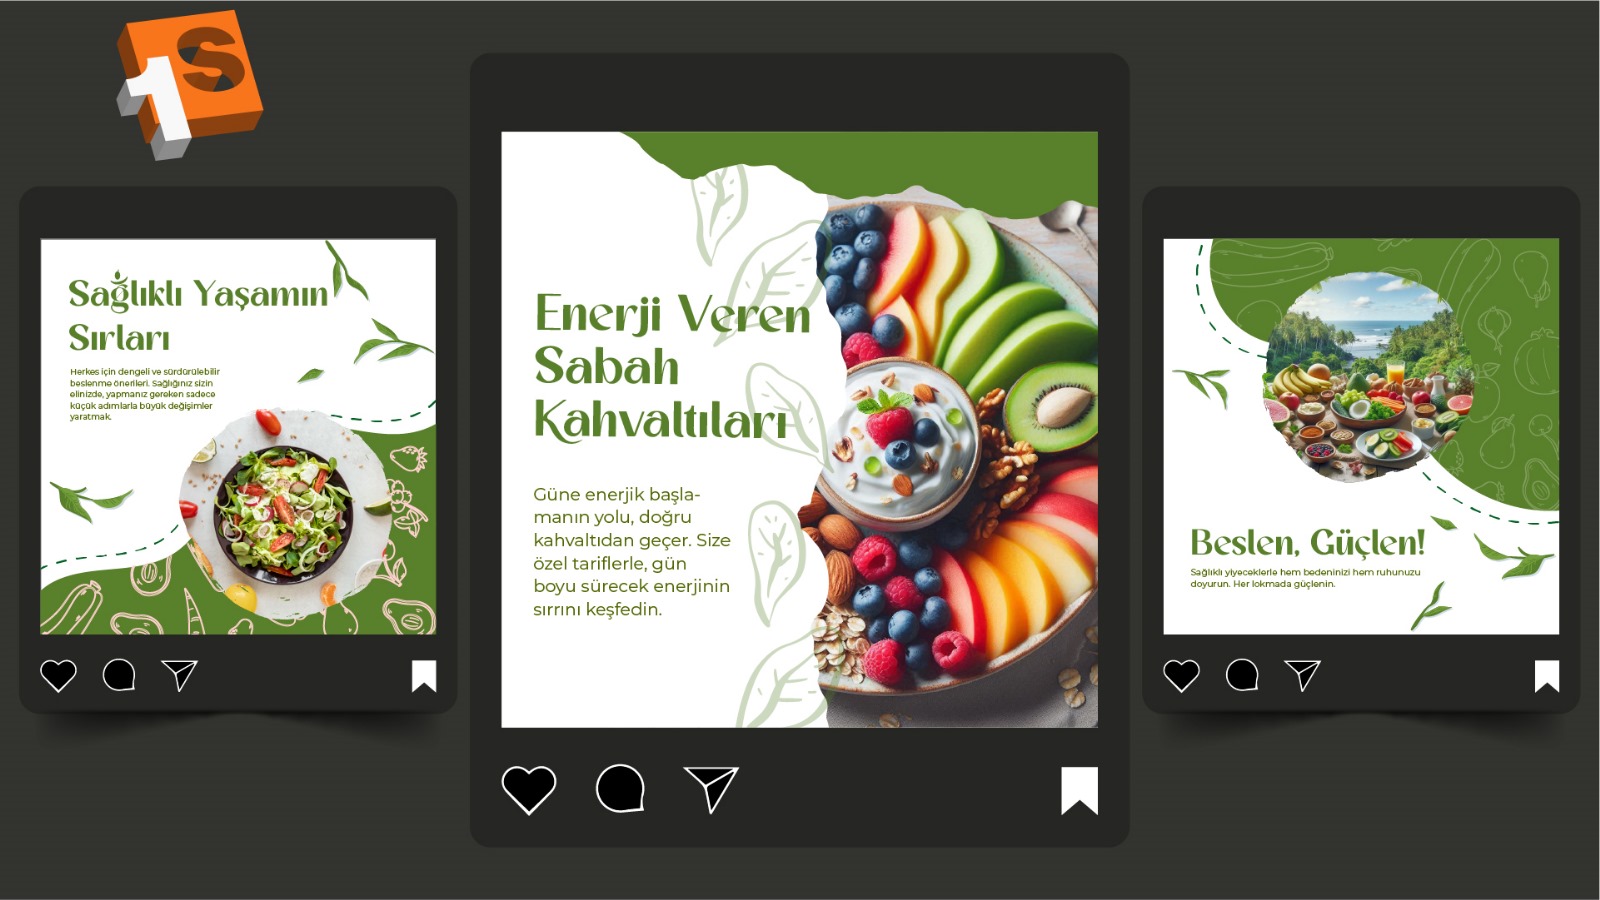 1S
Sağlıklı Yaşamın
Sırları
Herkes için dengeli ve sürdürülebilir
beslenme önerileri. Sağlığınız sizin
elinizde, yapmanız gereken sadece
küçük adımlarla büyük değişimler
yaratmak.
Enerji Veren
Sabah
Kahvaltıları
Güne enerjik başla-
manın yolu, doğru
kahvaltıdan geçer. Size
özel tariflerle, gün
boyu sürecek enerjinin
sırrını keşfedin.
Beslen, Güçlen!
Sağlıklı yiyeceklerle hem bedeninizi hem ruhunuzu
doyurun. Her lokmada güçlenin.